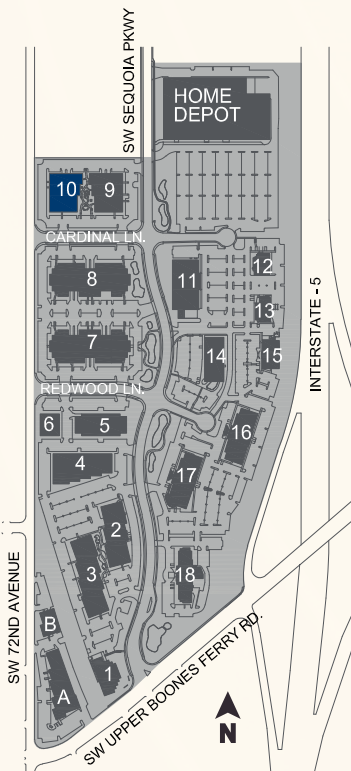 SW SEQUOIA PKWY
HOME
DEPOT
10
9
CARDINAL LN.
12
11
8
13
INTERSTATE - 5
7
14
15
REDWOOD LN.
6
5
16
4
17
2
3
18
SW 72ND AVENUE
B
A
1
SW UPPER BOONES FERRY RD.
N